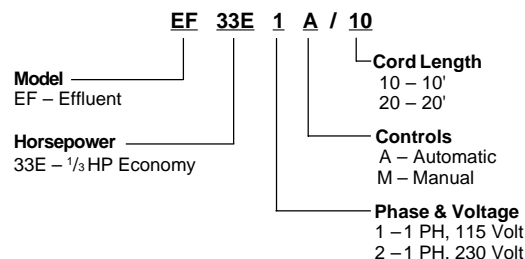 EF 33E 1 A / 10
Model
EF – Effluent
Horsepower
33E – 1/3 HP Economy
Cord Length
10 – 10'
20 – 20'
Controls
A – Automatic
M – Manual
Phase & Voltage
1 – 1 PH, 115 Volt
2 – 1 PH, 230 Volt